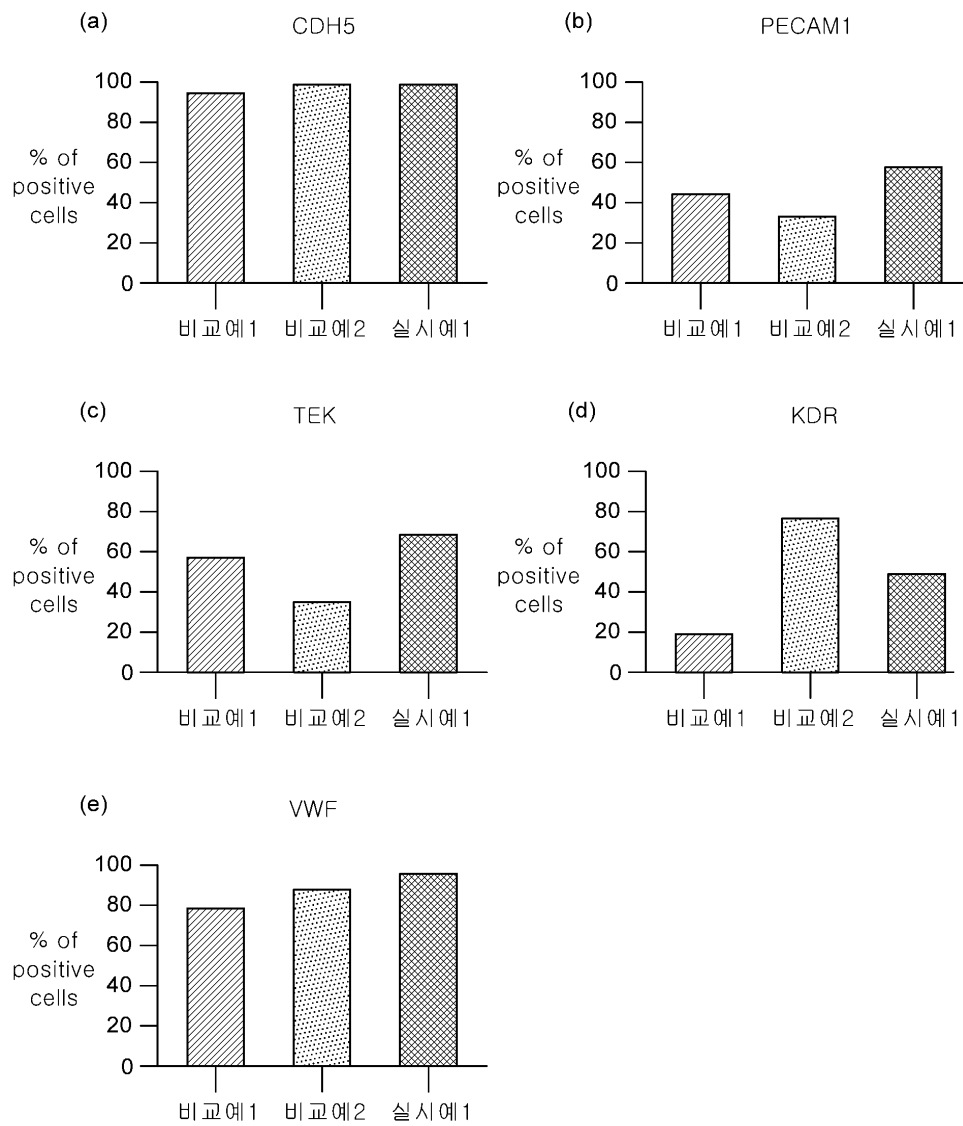 (a) CDH5
100
80
60
40
20
0
% of
positive
cells
비교예1 비교예2 실시예1
(b) PECAM1
100
80
60
40
20
0
% of
positive
cells
비교예1 비교예2 실시예1
(c) TEK
100
80
60
40
20
0
% of
positive
cells
비교예1 비교예2 실시예1
(d) KDR
100
80
60
40
20
0
% of
positive
cells
비교예1 비교예2 실시예1
(e) VWF
100
80
60
40
20
0
% of
positive
cells
비교예1 비교예2 실시예1